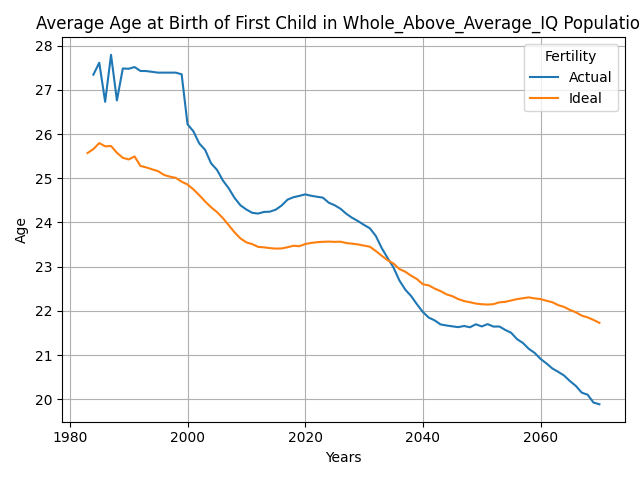 Average Age at Birth of First Child in Whole_Above_Average_IQ Populatio
28
27
26
25
24
23
22
21
20
Age
Fertility
Actual
Ideal
1980
2000
2020
2040
2060
Years